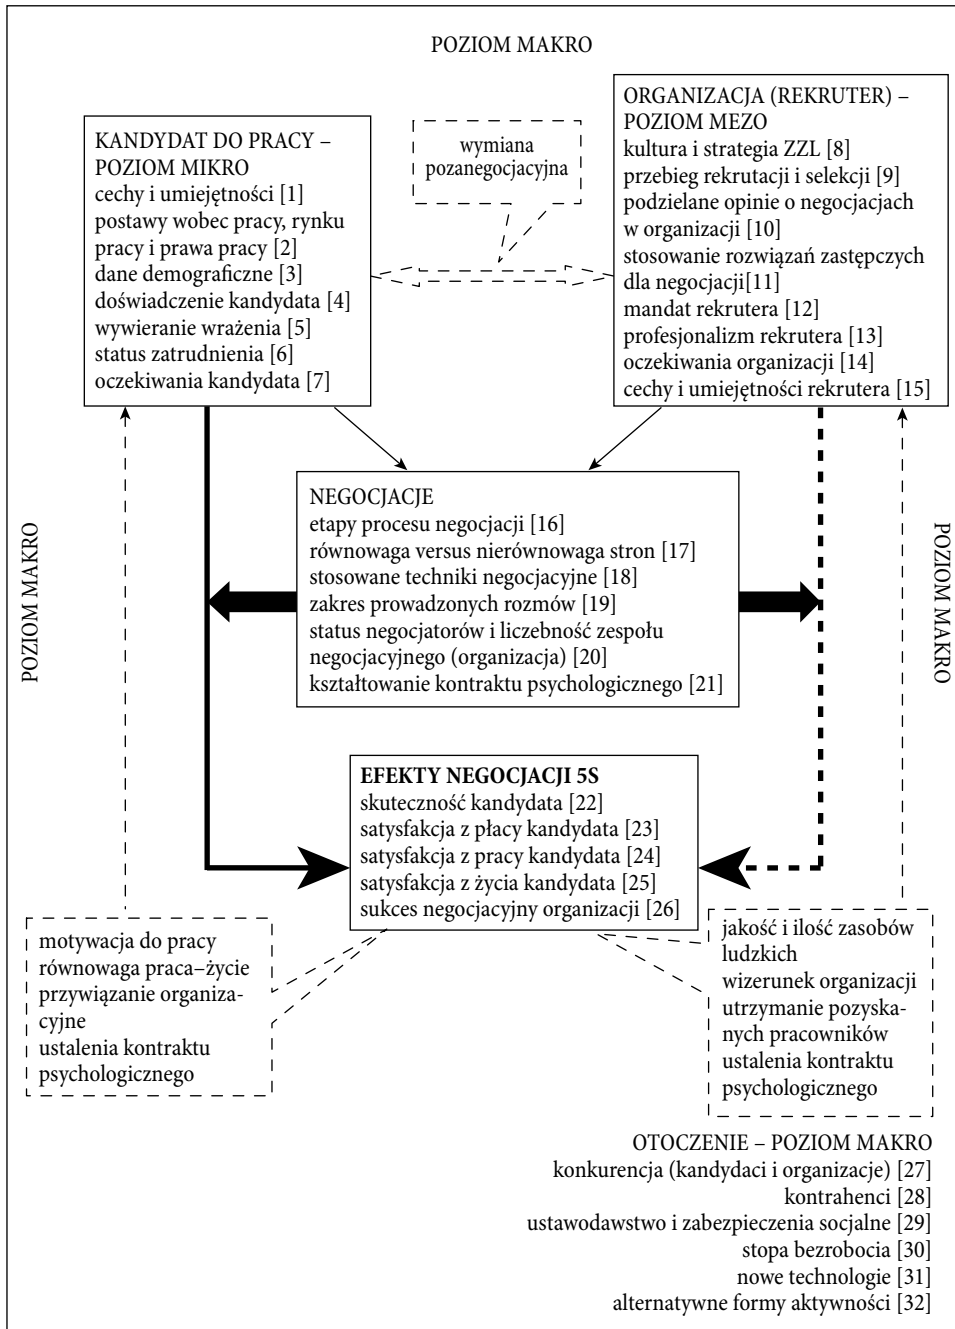 POZIOM MAKRO
KANDYDAT DO PRACY –
POZIOM MIKRO
cechy i umiejętności [1]
postawy wobec pracy, rynku
pracy i prawa pracy [2]
dane demograficzne [3]
doświadczenie kandydata [4]
wywieranie wrażenia [5]
status zatrudnienia [6]
oczekiwania kandydata [7]
wymiana
pozanegocjacyjna
ORGANIZACJA (REKRUTER) –
POZIOM MEZO
kultura i strategia ZZL [8]
przebieg rekrutacji i selekcji [9]
podzielane opinie o negocjacjach
w organizacji [10]
stosowanie rozwiązań zastępczych
dla negocjacji[11]
mandat rekrutera [12]
profesjonalizm rekrutera [13]
oczekiwania organizacji [14]
cechy i umiejętności rekrutera [15]
POZIOM MAKRO
NEGOCJACJE
etapy procesu negocjacji [16]
równowaga versus nierównowaga stron [17]
stosowane techniki negocjacyjne [18]
zakres prowadzonych rozmów [19]
status negocjatorów i liczebność zespołu
negocjacyjnego (organizacja) [20]
kształtowanie kontraktu psychologicznego [21]
POZIOM MAKRO
EFEKTY NEGOCJACJI 5S
skuteczność kandydata [22]
satysfakcja z płacy kandydata [23]
satysfakcja z pracy kandydata [24]
satysfakcja z życia kandydata [25]
sukces negocjacyjny organizacji [26]
motywacja do pracy
równowaga praca–życie
przywiązanie organiza-
cyjne
ustalenia kontraktu
psychologicznego
jakość i ilość zasobów
ludzkich
wizerunek organizacji
utrzymanie pozyska-
nych pracowników
ustalenia kontraktu
psychologicznego
OTOCZENIE – POZIOM MAKRO
konkurencja (kandydaci i organizacje) [27]
kontrahenci [28]
ustawodawstwo i zabezpieczenia socjalne [29]
stopa bezrobocia [30]
nowe technologie [31]
alternatywne formy aktywności [32]